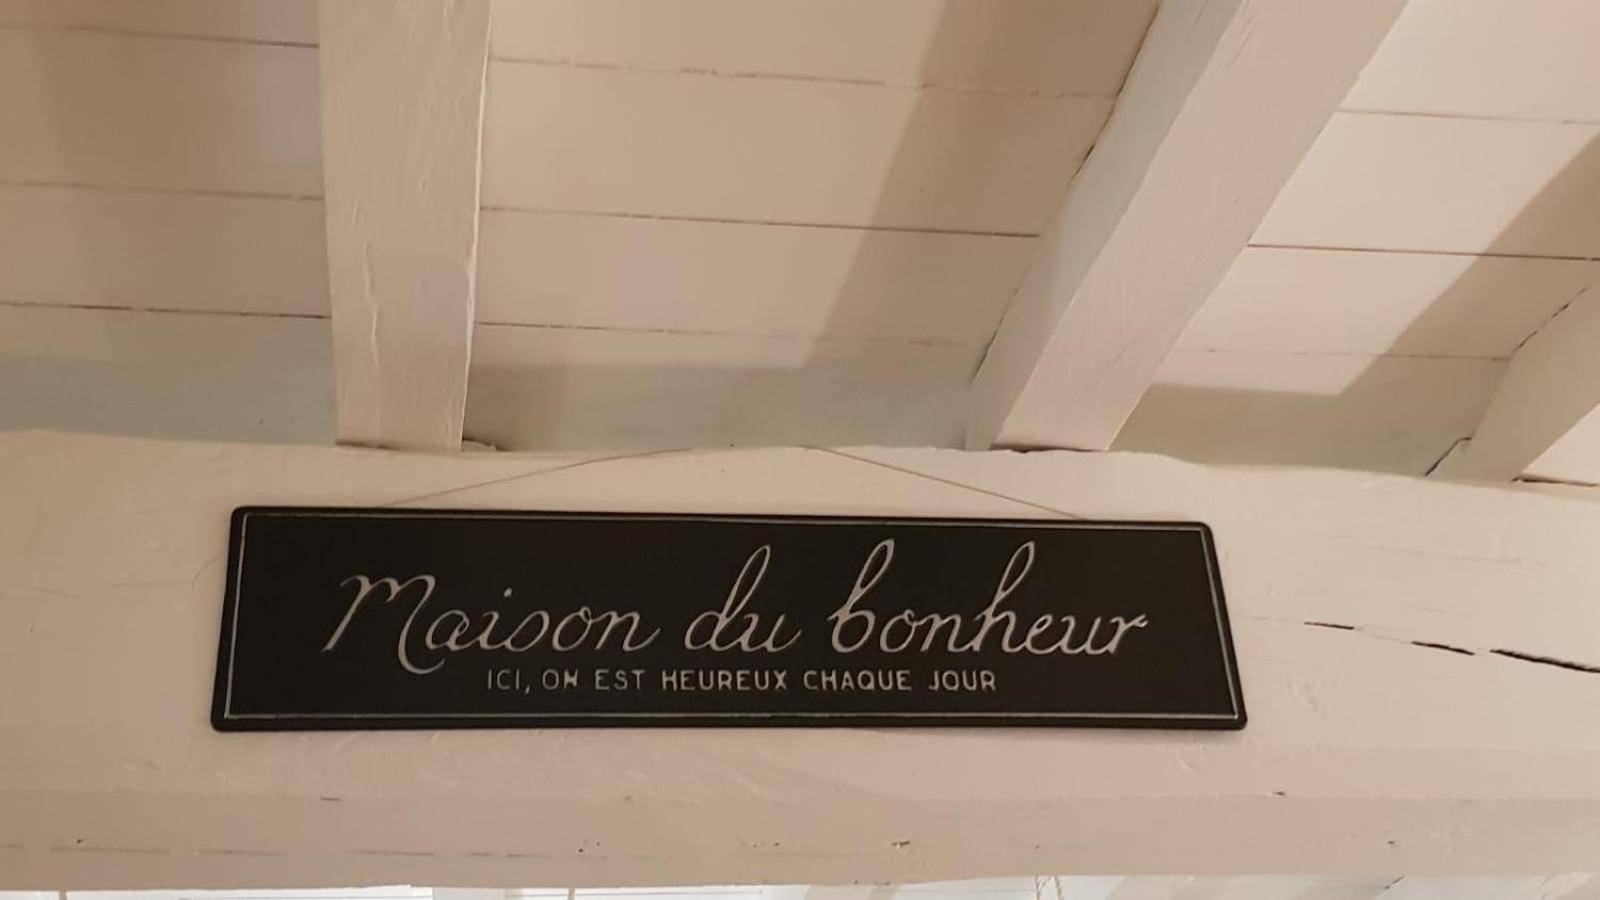 Maison du bonheur
ICI, ON EST HEUREUX CHAQUE JOUR